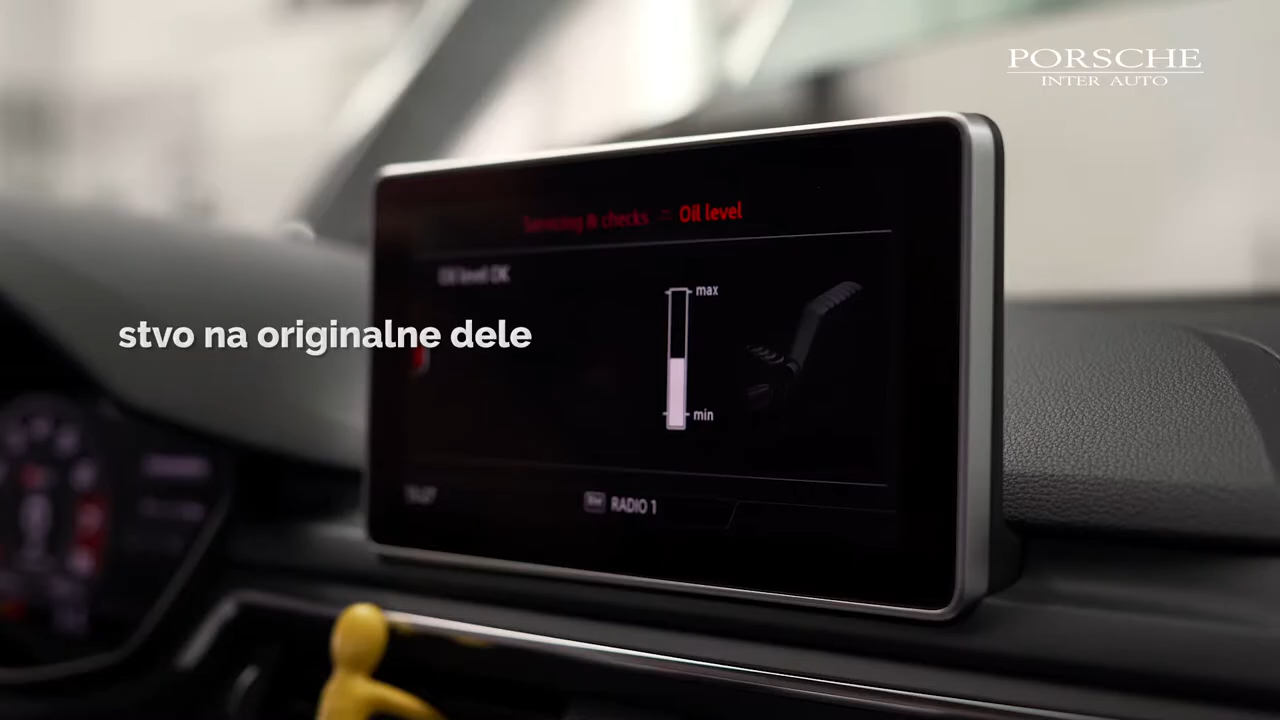 PORSCHE
INTER AUTO
Servicing & checks
Oil level
Oil level OK
max
stvo na originalne dele
min
RADIO 1